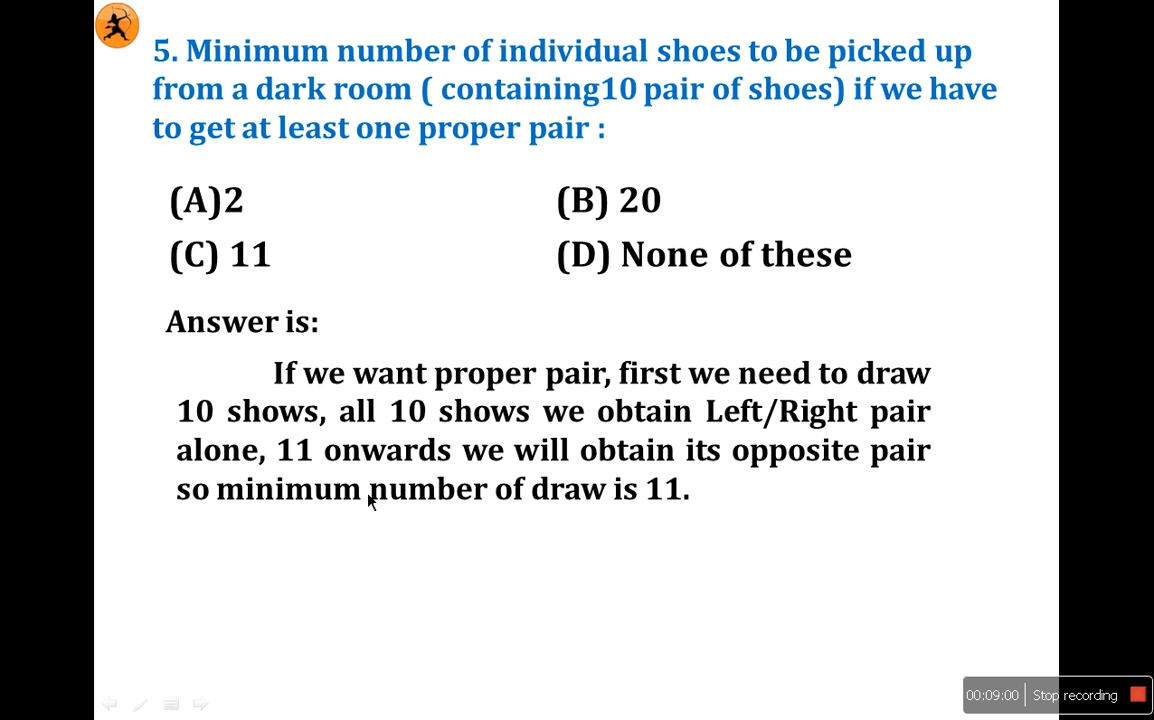 5. Minimum number of individual shoes to be picked up
from a dark room ( containing10 pair of shoes) if we have
to get at least one proper pair :
(A)2 (B) 20
(C) 11 (D) None of these
Answer is:
If we want proper pair, first we need to draw
10 shows, all 10 shows we obtain Left/Right pair
alone, 11 onwards we will obtain its opposite pair
so minimum number of draw is 11.
00:09:00 Stop recording